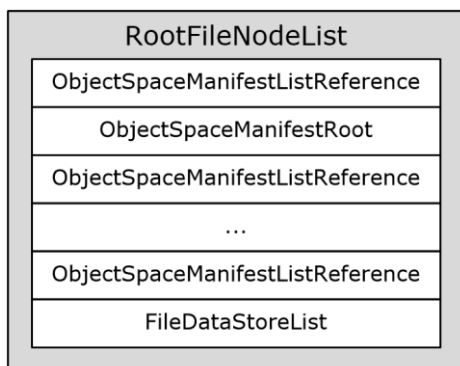 RootFileNodeList
ObjectSpaceManifestListReference
ObjectSpaceManifestRoot
ObjectSpaceManifestListReference
...
ObjectSpaceManifestListReference
FileDataStoreList